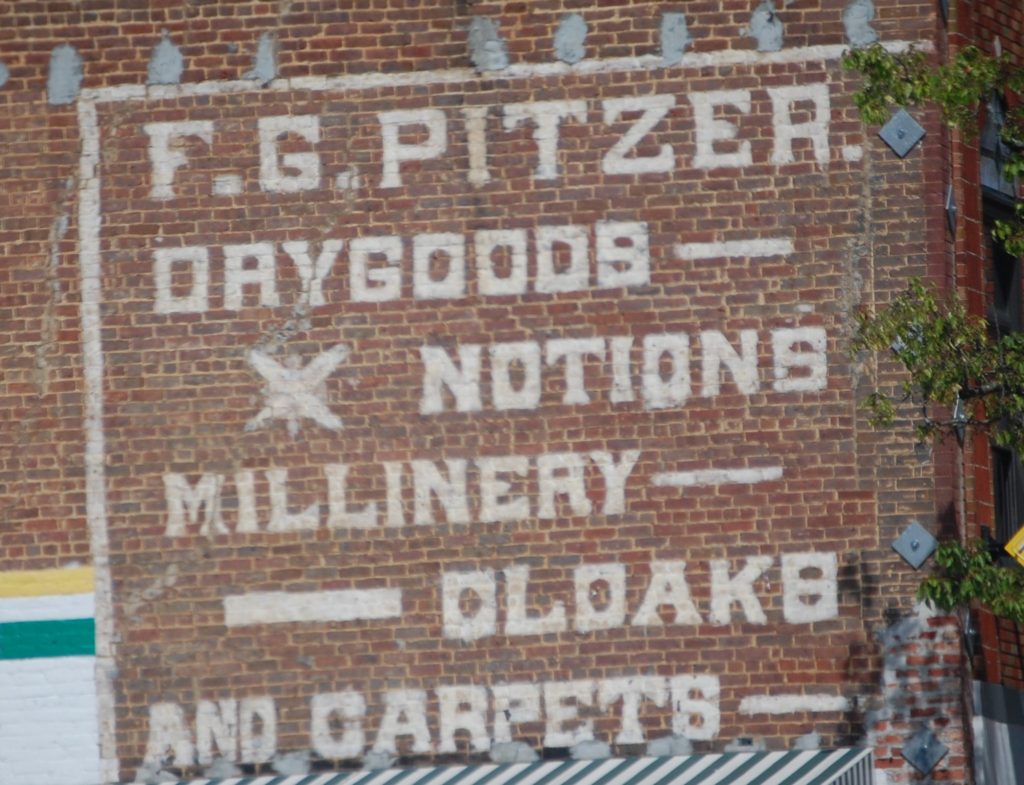 F.G. PITZER.
DRYGOODS —
NOTIONS
MILLINERY —
— CLOAKS
AND CARPETS —